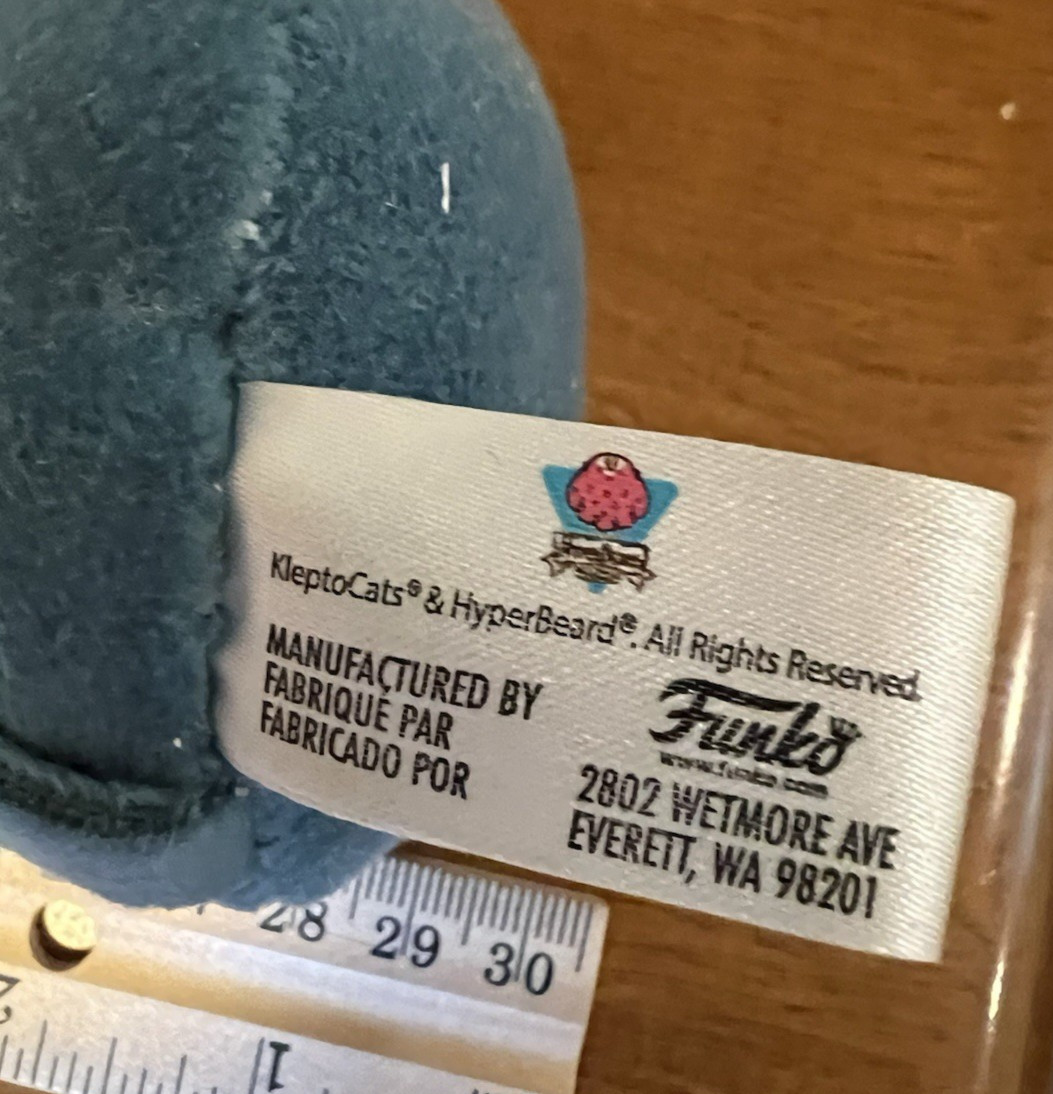 KleptoCats® & HyperBeard®. All Rights Reserved.
MANUFACTURED BY
FABRIQUÉ PAR
FABRICADO POR
Funko
www.funko.com
2802 WETMORE AVE
EVERETT, WA 98201
28 29 30
1